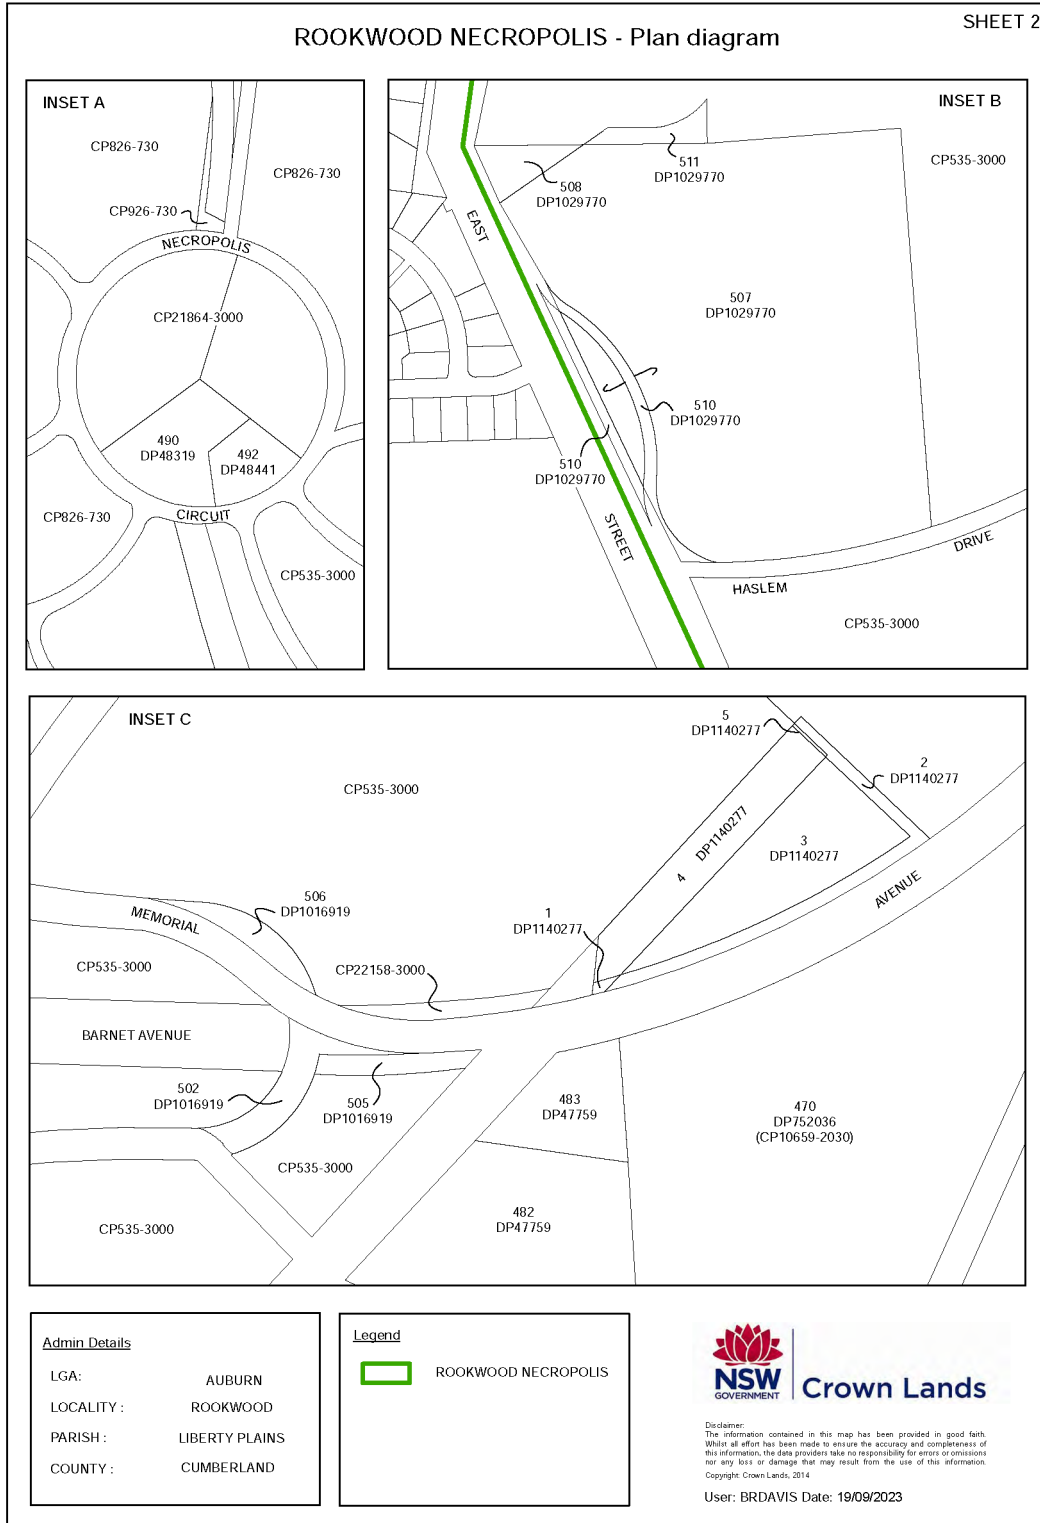 SHEET 2
ROOKWOOD NECROPOLIS - Plan diagram
INSET A
CP826-730
CP826-730
CP926-730
NECROPOLIS
CP21864-3000
490
DP48319
492
DP48441
CP826-730
CIRCUIT
CP535-3000
INSET B
CP535-3000
511
DP1029770
508
DP1029770
EAST
507
DP1029770
510
DP1029770
510
DP1029770
STREET
DRIVE
HASLEM
CP535-3000
INSET C
5
DP1140277
2
DP1140277
CP535-3000
4 DP1140277
3
DP1140277
AVENUE
506
DP1016919
MEMORIAL
1
DP1140277
CP535-3000
CP22158-3000
BARNET AVENUE
502
DP1016919
505
DP1016919
483
DP47759
470
DP752036
(CP10659-2030)
CP535-3000
CP535-3000
482
DP47759
Admin Details
LGA: AUBURN
LOCALITY : ROOKWOOD
PARISH : LIBERTY PLAINS
COUNTY : CUMBERLAND
Legend
ROOKWOOD NECROPOLIS
NSW
GOVERNMENT
Crown Lands
Disclaimer:
The information contained in this map has been provided in good faith.
Whilst all effort has been made to ensure the accuracy and completeness of
this information, the data providers take no responsibility for errors or omissions
nor any loss or damage that may result from the use of this information.
Copyright: Crown Lands, 2014
User: BRDAVIS Date: 19/09/2023